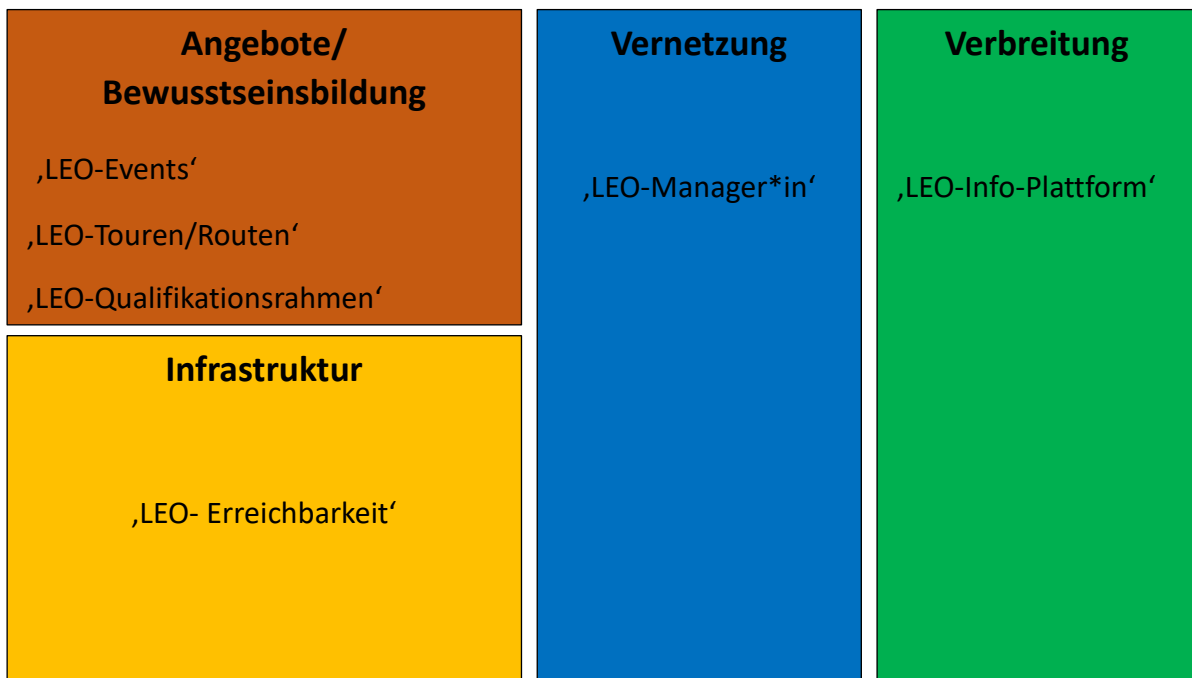 Angebote/
Bewusstseinsbildung
‚LEO-Events‘
‚LEO-Touren/Routen‘
‚LEO-Qualifikationsrahmen‘
Infrastruktur
‚LEO- Erreichbarkeit‘
Vernetzung
‚LEO-Manager*in‘
Verbreitung
‚LEO-Info-Plattform‘